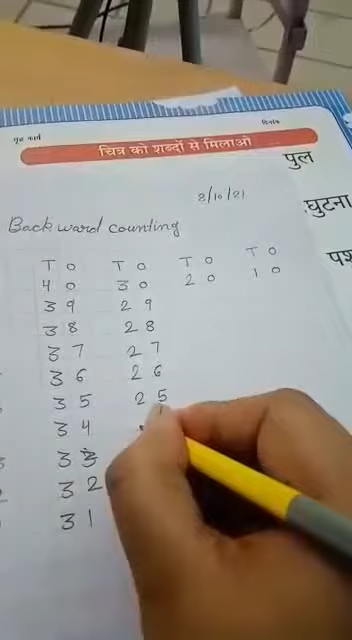 गृह कार्य
दिनांक
चित्र को शब्दों से मिलाओ
पुल
8/10/21
घुटना
Backward counting
पश
T O T O T O T O
4 0 3 0 2 0 1 0
3 9 2 9
3 8 2 8
3 7 2 7
3 6 2 6
3 5 2 5
3 4
3 3
3 2
3 1